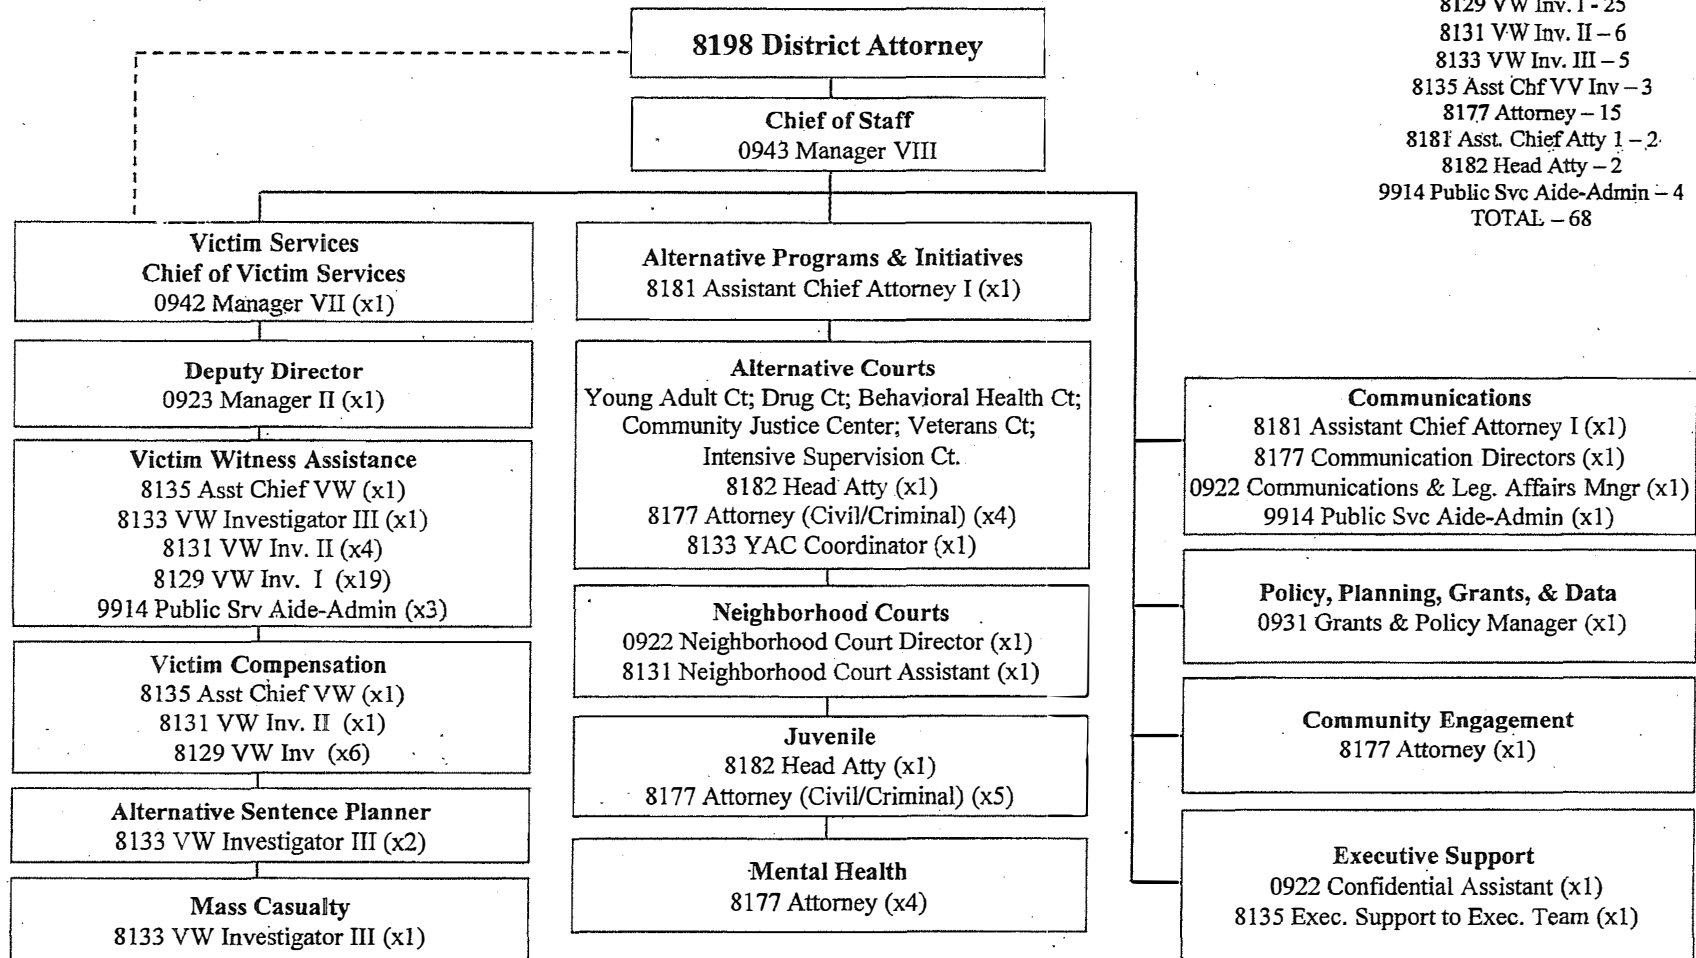 8129 VW Inv. I - 25
8131 VW Inv. II – 6
8133 VW Inv. III – 5
8135 Asst Chf VV Inv – 3
8177 Attorney – 15
8181 Asst. Chief Atty 1 – 2
8182 Head Atty – 2
9914 Public Svc Aide-Admin – 4
TOTAL – 68
8198 District Attorney
Chief of Staff
0943 Manager VIII
Victim Services
Chief of Victim Services
0942 Manager VII (x1)
Deputy Director
0923 Manager II (x1)
Victim Witness Assistance
8135 Asst Chief VW (x1)
8133 VW Investigator III (x1)
8131 VW Inv. II (x4)
8129 VW Inv. I (x19)
9914 Public Srv Aide-Admin (x3)
Victim Compensation
8135 Asst Chief VW (x1)
8131 VW Inv. II (x1)
8129 VW Inv (x6)
Alternative Sentence Planner
8133 VW Investigator III (x2)
Mass Casualty
8133 VW Investigator III (x1)
Alternative Programs & Initiatives
8181 Assistant Chief Attorney I (x1)
Alternative Courts
Young Adult Ct; Drug Ct; Behavioral Health Ct;
Community Justice Center; Veterans Ct;
Intensive Supervision Ct.
8182 Head Atty (x1)
8177 Attorney (Civil/Criminal) (x4)
8133 YAC Coordinator (x1)
Neighborhood Courts
0922 Neighborhood Court Director (x1)
8131 Neighborhood Court Assistant (x1)
Juvenile
8182 Head Atty (x1)
8177 Attorney (Civil/Criminal) (x5)
Mental Health
8177 Attorney (x4)
Communications
8181 Assistant Chief Attorney I (x1)
8177 Communication Directors (x1)
0922 Communications & Leg. Affairs Mngr (x1)
9914 Public Svc Aide-Admin (x1)
Policy, Planning, Grants, & Data
0931 Grants & Policy Manager (x1)
Community Engagement
8177 Attorney (x1)
Executive Support
0922 Confidential Assistant (x1)
8135 Exec. Support to Exec. Team (x1)